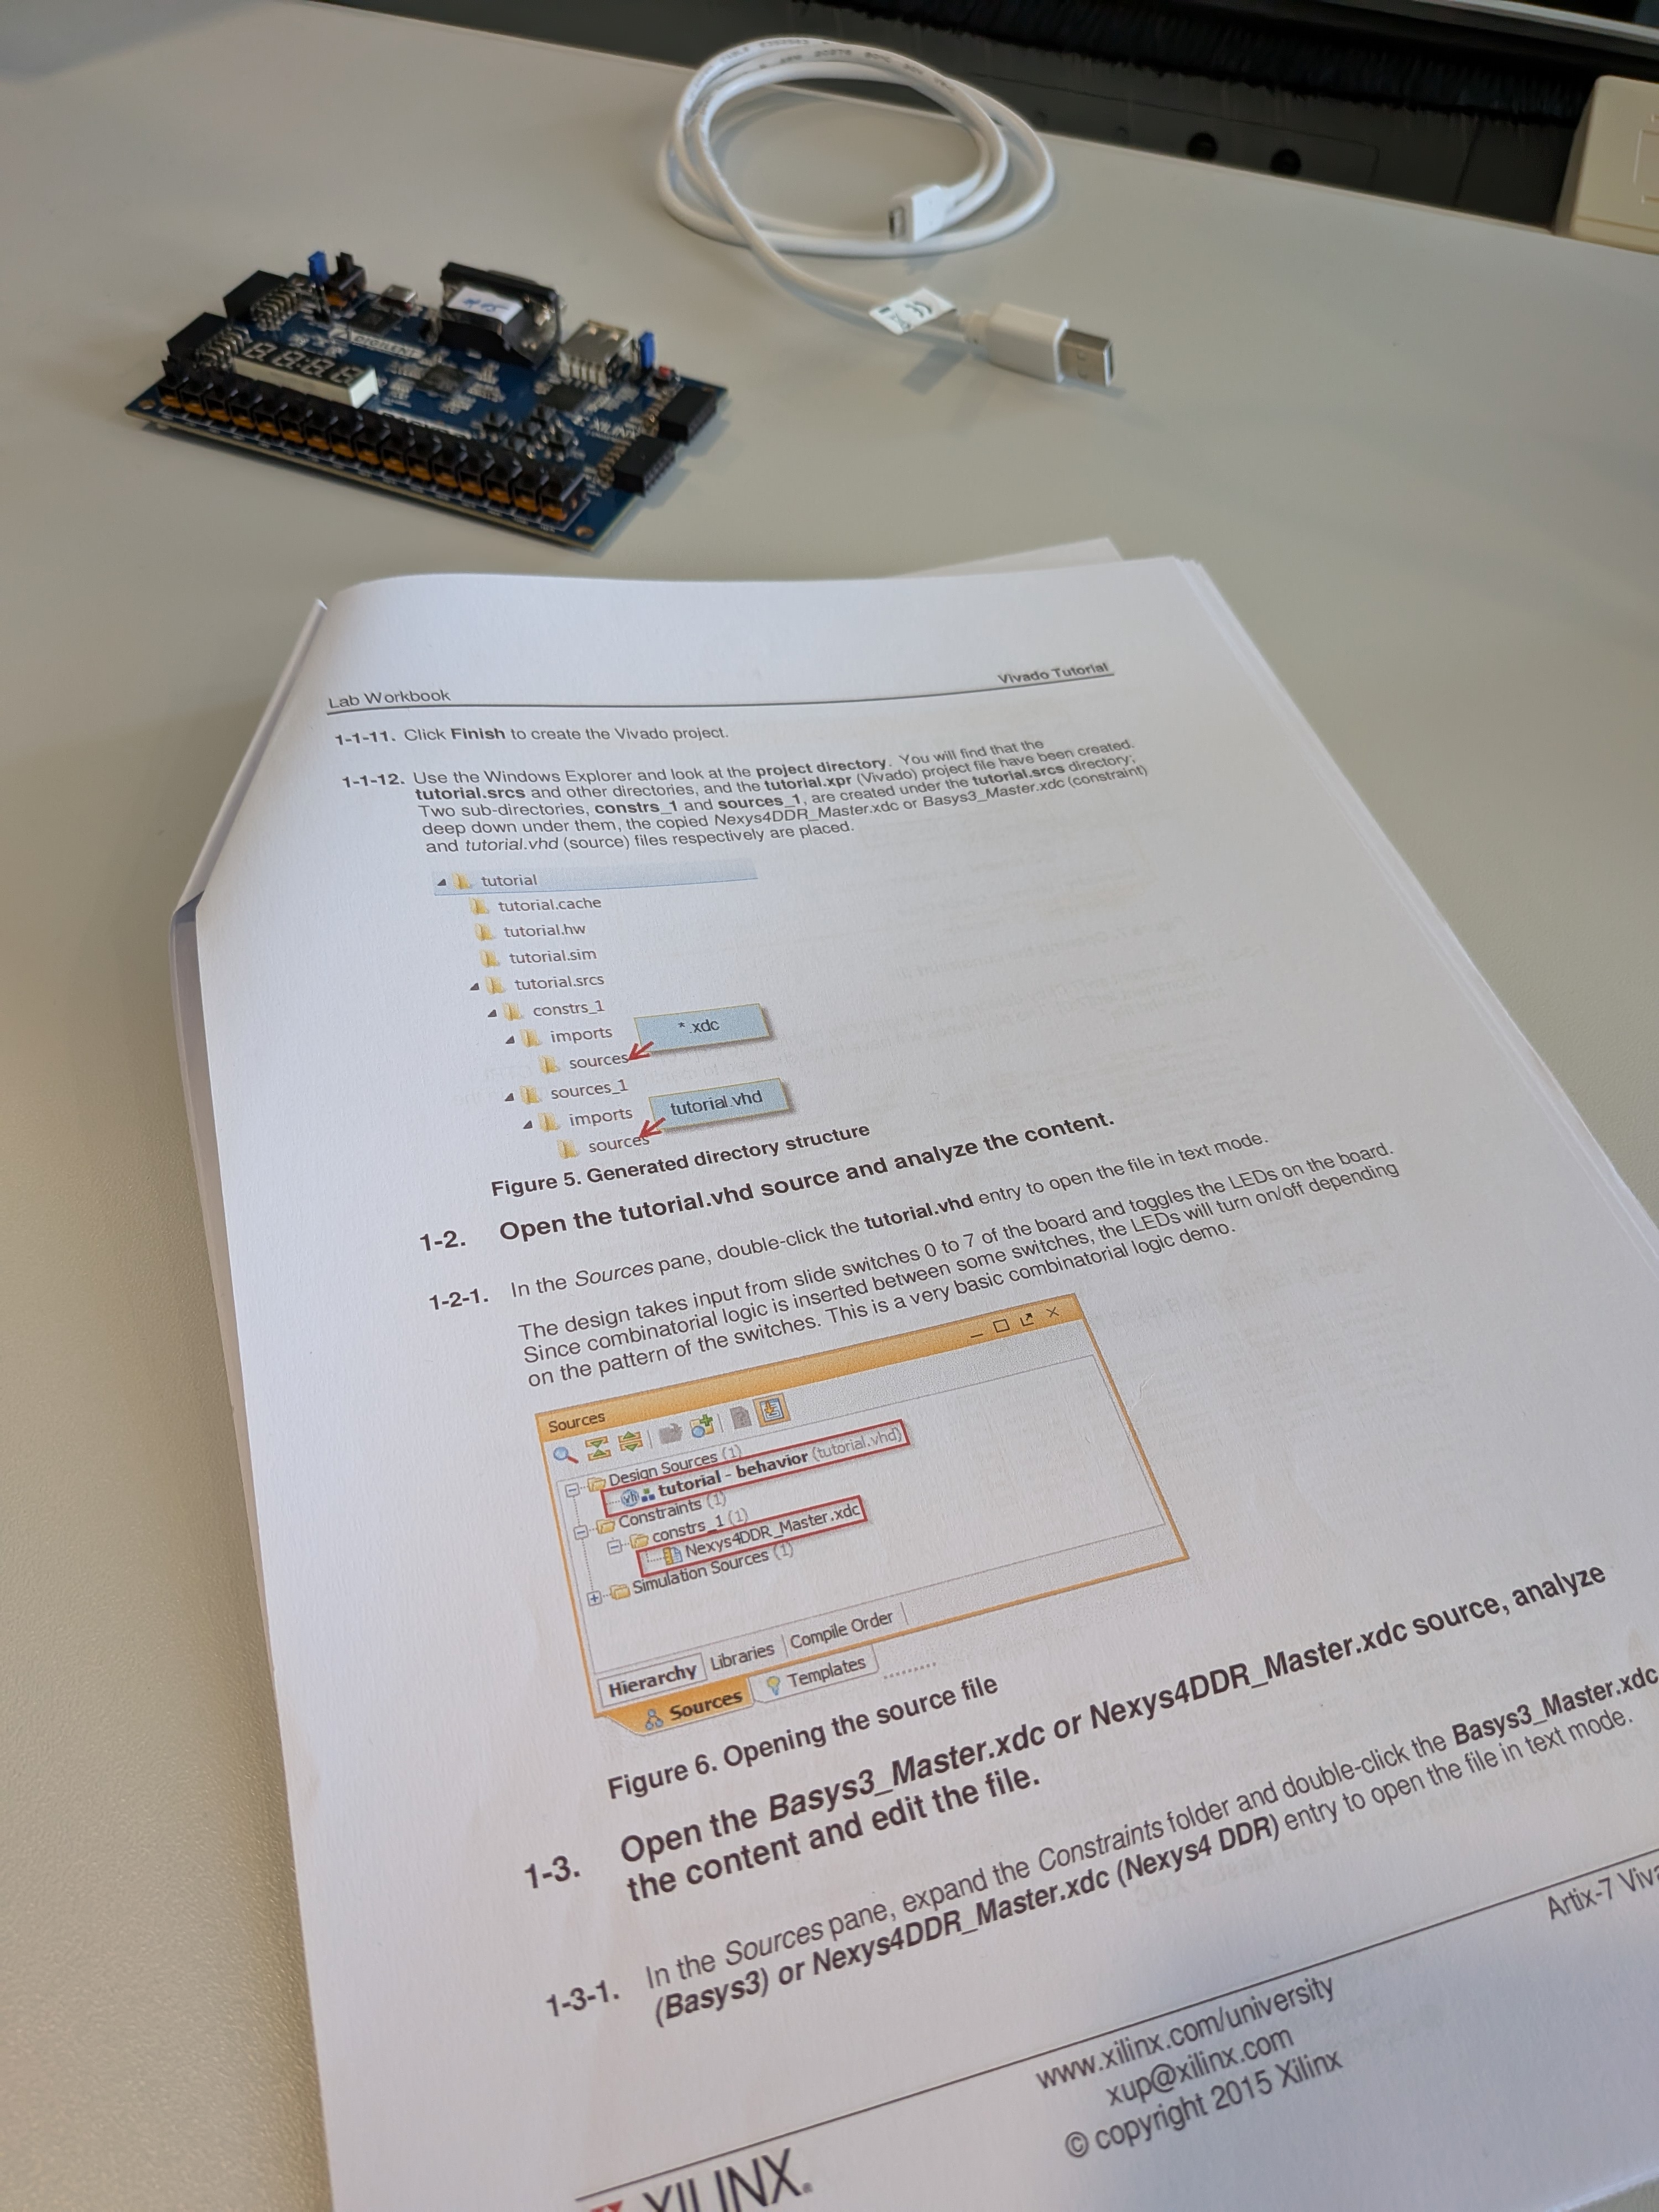 DIGILENT
Lab Workbook
Vivado Tutorial
1-1-11. Click Finish to create the Vivado project.
1-1-12. Use the Windows Explorer and look at the project directory. You will find that the
tutorial.srcs and other directories, and the tutorial.xpr (Vivado) project file have been created.
Two sub-directories, constrs_1 and sources_1, are created under the tutorial.srcs directory;
deep down under them, the copied Nexys4DDR_Master.xdc or Basys3_Master.xdc (constraint)
and tutorial.vhd (source) files respectively are placed.
tutorial
tutorial.cache
tutorial.hw
tutorial.sim
tutorial.srcs
constrs_1
imports
*.xdc
sources
sources_1
imports
tutorial.vhd
sources
Figure 5. Generated directory structure
1-2. Open the tutorial.vhd source and analyze the content.
1-2-1. In the Sources pane, double-click the tutorial.vhd entry to open the file in text mode.
The design takes input from slide switches 0 to 7 of the board and toggles the LEDs on the board.
Since combinatorial logic is inserted between some switches, the LEDs will turn on/off depending
on the pattern of the switches. This is a very basic combinatorial logic demo.
Sources
Design Sources (1)
tutorial - behavior (tutorial.vhd)
Constraints (1)
constrs_1 (1)
Nexys4DDR_Master.xdc
Simulation Sources (1)
Hierarchy Libraries Compile Order
Sources Templates
Figure 6. Opening the source file
1-3. Open the Basys3_Master.xdc or Nexys4DDR_Master.xdc source, analyze
the content and edit the file.
1-3-1. In the Sources pane, expand the Constraints folder and double-click the Basys3_Master.xdc
(Basys3) or Nexys4DDR_Master.xdc (Nexys4 DDR) entry to open the file in text mode.
Artix-7 Viva
www.xilinx.com/university
xup@xilinx.com
© copyright 2015 Xilinx
XILINX.